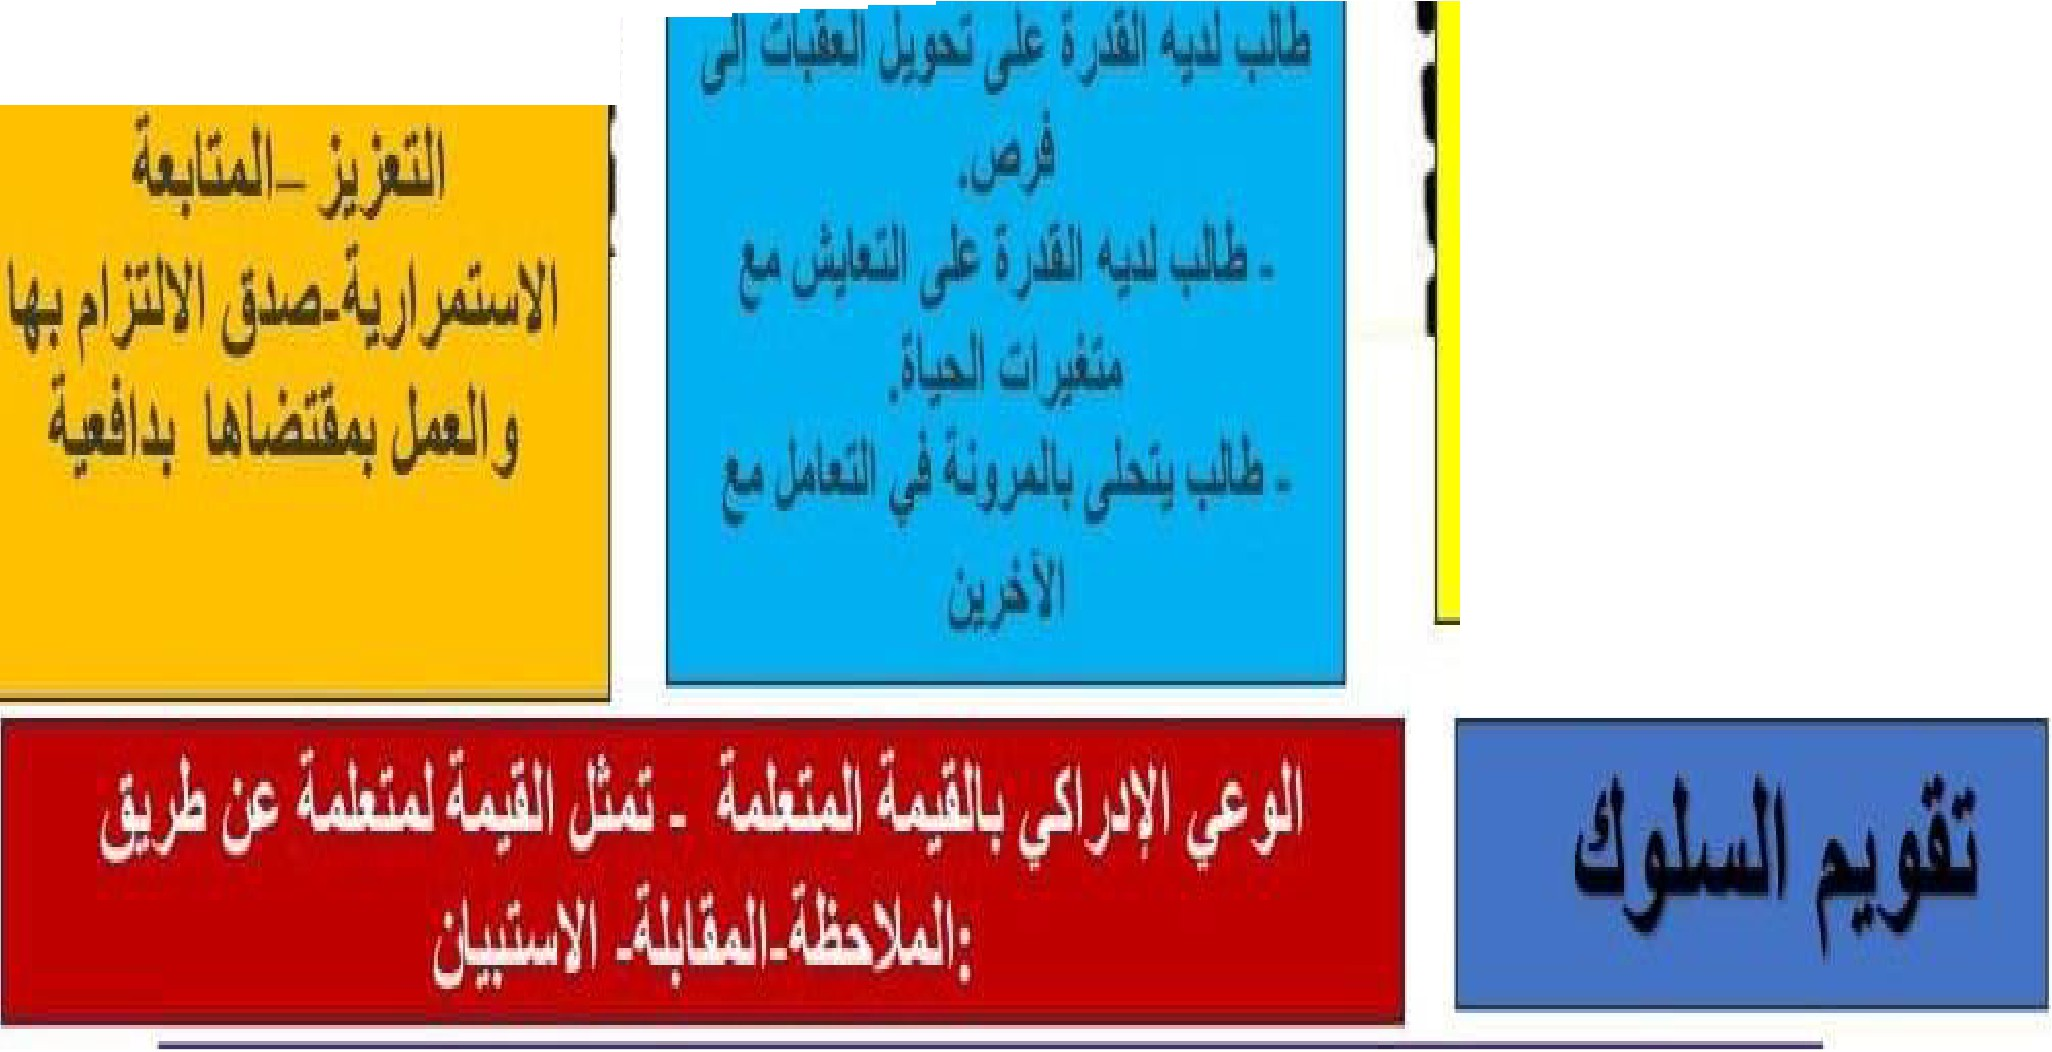 طالب لديه القدرة على تحويل العقبات إلى
فرص.
- طالب لديه القدرة على التعايش مع
متغيرات الحياة.
- طالب يتحلى بالمرونة في التعامل مع
الآخرين
التعزيز –المتابعة
الاستمرارية-صدق الالتزام بها
والعمل بمقتضاها بدافعية
تقويم السلوك
الوعي الإدراكي بالقيمة المتعلمة - تمثل القيمة لمتعلمة عن طريق
:الملاحظة-المقابلة- الاستبيان